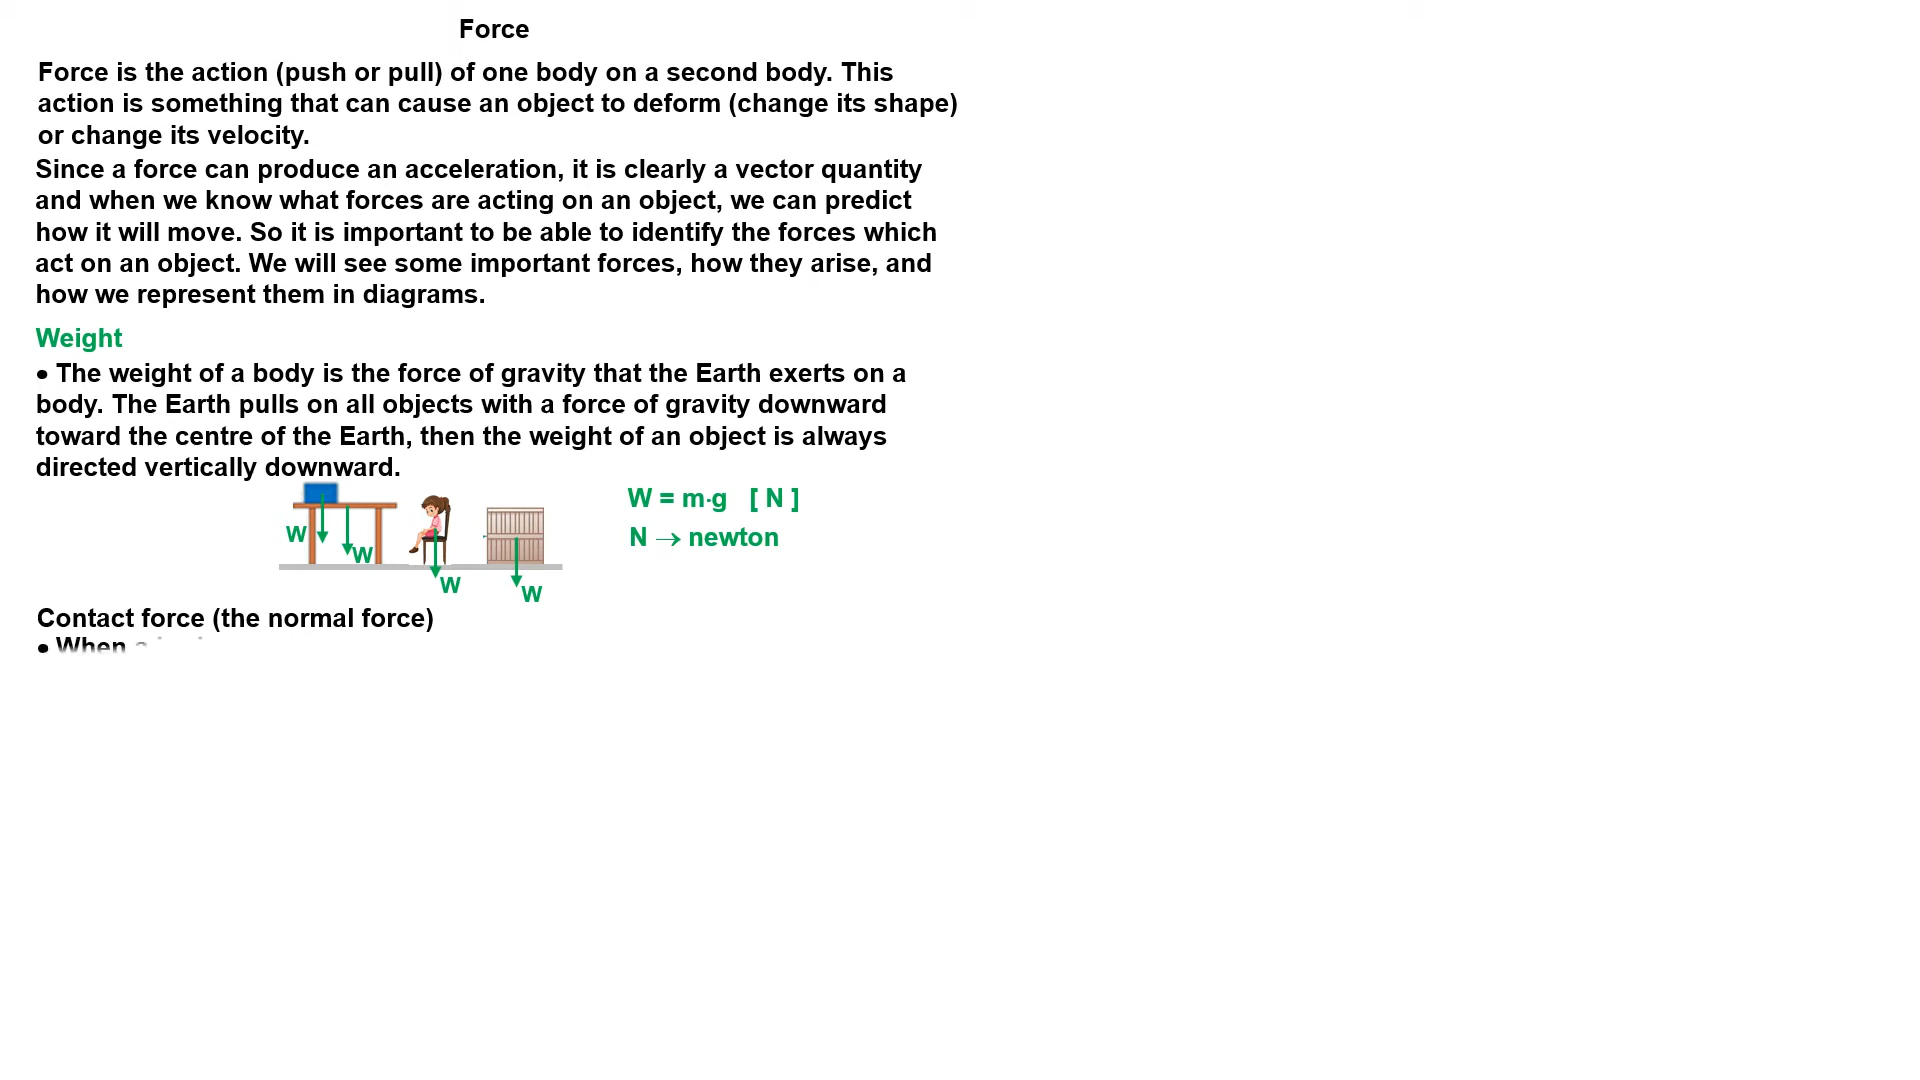 Force
Force is the action (push or pull) of one body on a second body. This
action is something that can cause an object to deform (change its shape)
or change its velocity.
Since a force can produce an acceleration, it is clearly a vector quantity
and when we know what forces are acting on an object, we can predict
how it will move. So it is important to be able to identify the forces which
act on an object. We will see some important forces, how they arise, and
how we represent them in diagrams.
Weight
• The weight of a body is the force of gravity that the Earth exerts on a
body. The Earth pulls on all objects with a force of gravity downward
toward the centre of the Earth, then the weight of an object is always
directed vertically downward.
W
W
W
W
W = m·g [ N ]
N → newton
Contact force (the normal force)
• When